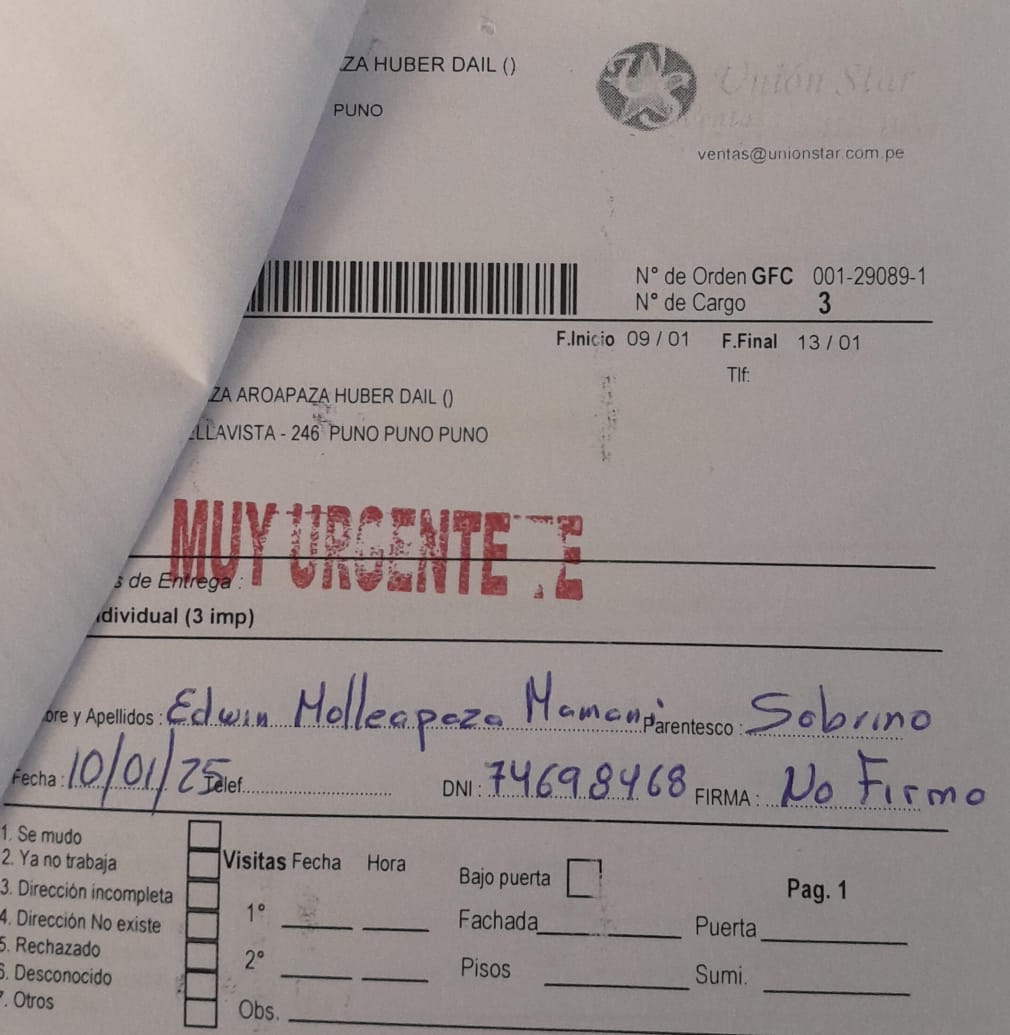 ZA HUBER DAIL ()
Unión Star
PUNO
ventas@unionstar.com.pe
N° de Orden GFC 001-29089-1
N° de Cargo 3
F.Inicio 09 / 01 F.Final 13 / 01
Tlf:
ZA AROAPAZA HUBER DAIL ()
LLAVISTA - 246 PUNO PUNO PUNO
MUY URGENTE TE
s de Entrega :
dividual (3 imp)
bre y Apellidos : Edwin Molleapaza Mamani Parentesco : Sobrino
Fecha : 10/01/25 Telef. DNI : 74698468 FIRMA : No Firmo
1. Se mudo
2. Ya no trabaja Visitas Fecha Hora Bajo puerta Pag. 1
3. Dirección incompleta
4. Dirección No existe 1° Fachada Puerta
5. Rechazado
6. Desconocido 2° Pisos Sumi.
7. Otros Obs.